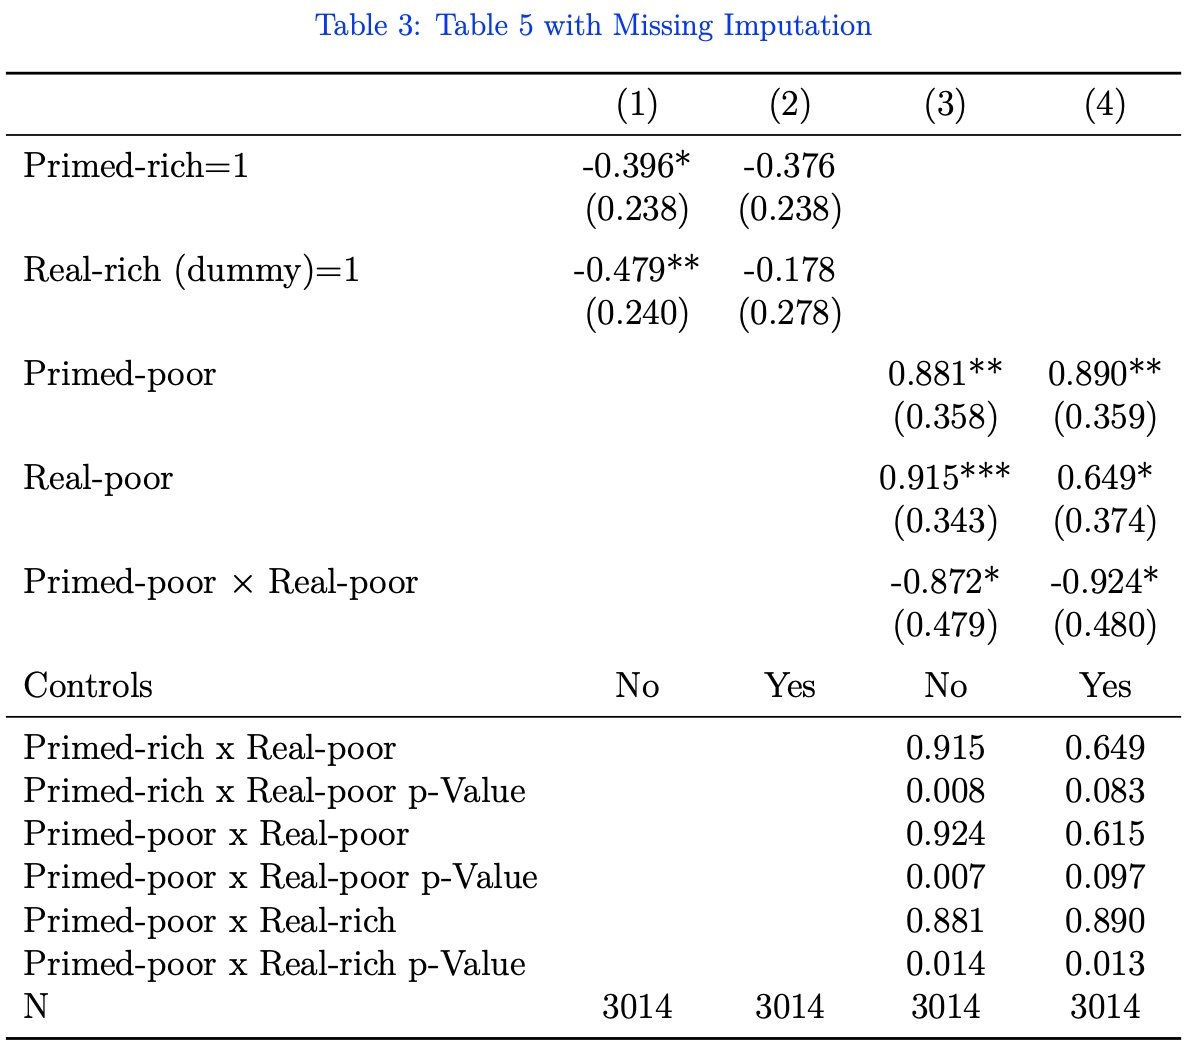 Table 3: Table 5 with Missing Imputation
(1) (2) (3) (4)
Primed-rich=1 -0.396* -0.376
(0.238) (0.238)
Real-rich (dummy)=1 -0.479** -0.178
(0.240) (0.278)
Primed-poor 0.881** 0.890**
(0.358) (0.359)
Real-poor 0.915*** 0.649*
(0.343) (0.374)
Primed-poor × Real-poor -0.872* -0.924*
(0.479) (0.480)
Controls No Yes No Yes
Primed-rich x Real-poor 0.915 0.649
Primed-rich x Real-poor p-Value 0.008 0.083
Primed-poor x Real-poor 0.924 0.615
Primed-poor x Real-poor p-Value 0.007 0.097
Primed-poor x Real-rich 0.881 0.890
Primed-poor x Real-rich p-Value 0.014 0.013
N 3014 3014 3014 3014